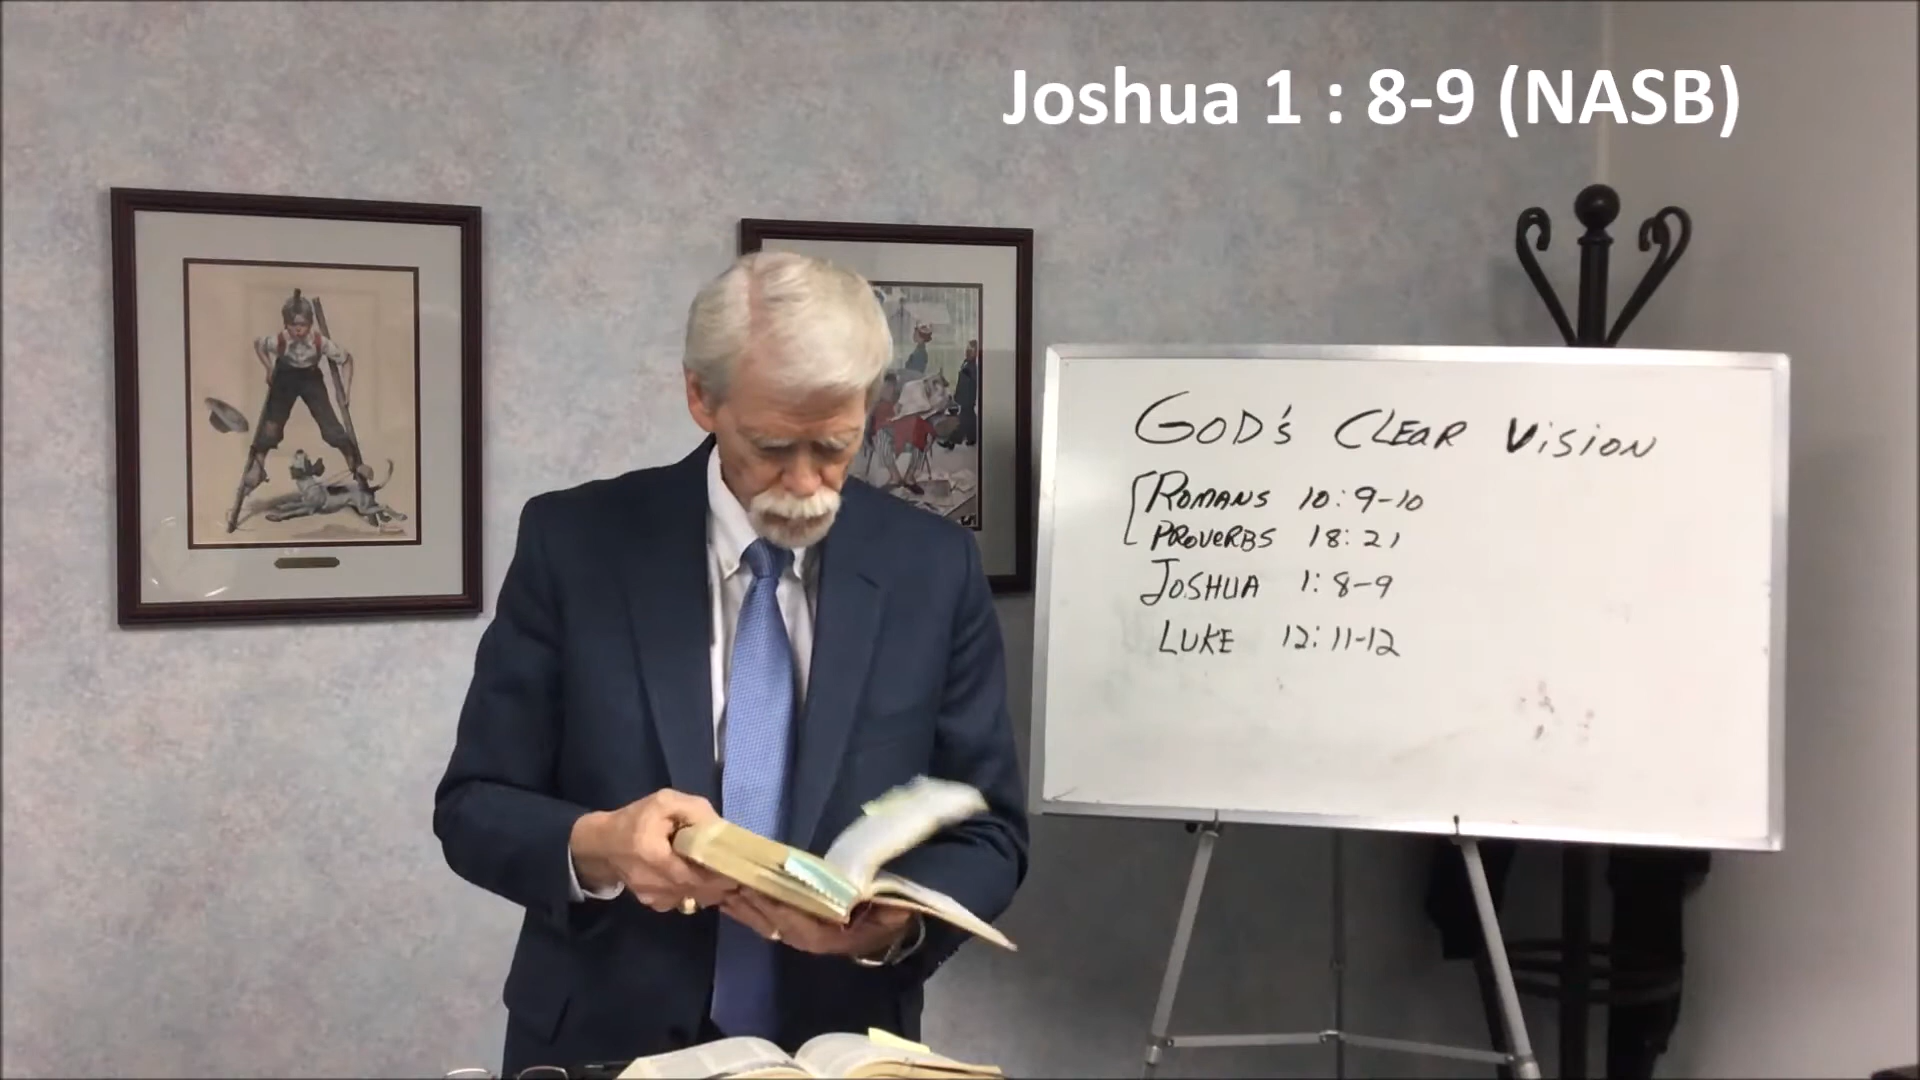 Joshua 1 : 8-9 (NASB)
GOD's CLEaR VisioN
ROMANS 10:9-10
PROVeRBS 18:21
JOSHUA 1:8-9
LUKE 12:11-12